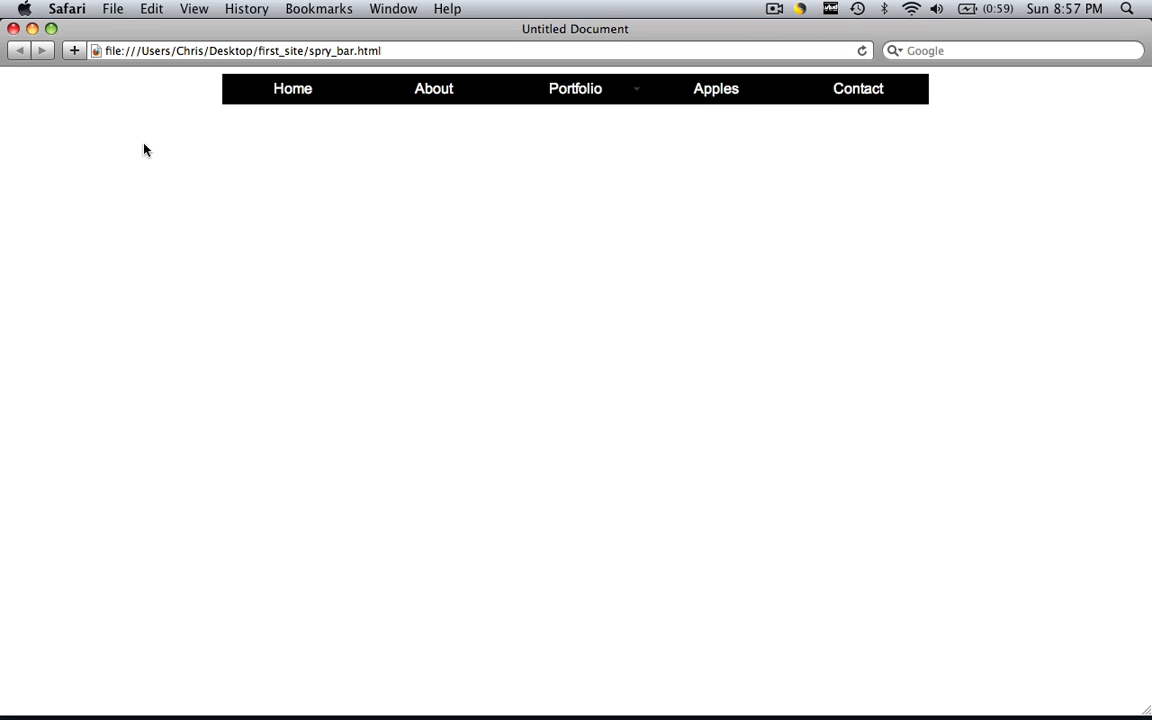 Safari File Edit View History Bookmarks Window Help (0:59) Sun 8:57 PM
Untitled Document
file:///Users/Chris/Desktop/first_site/spry_bar.html Google
Home About Portfolio Apples Contact